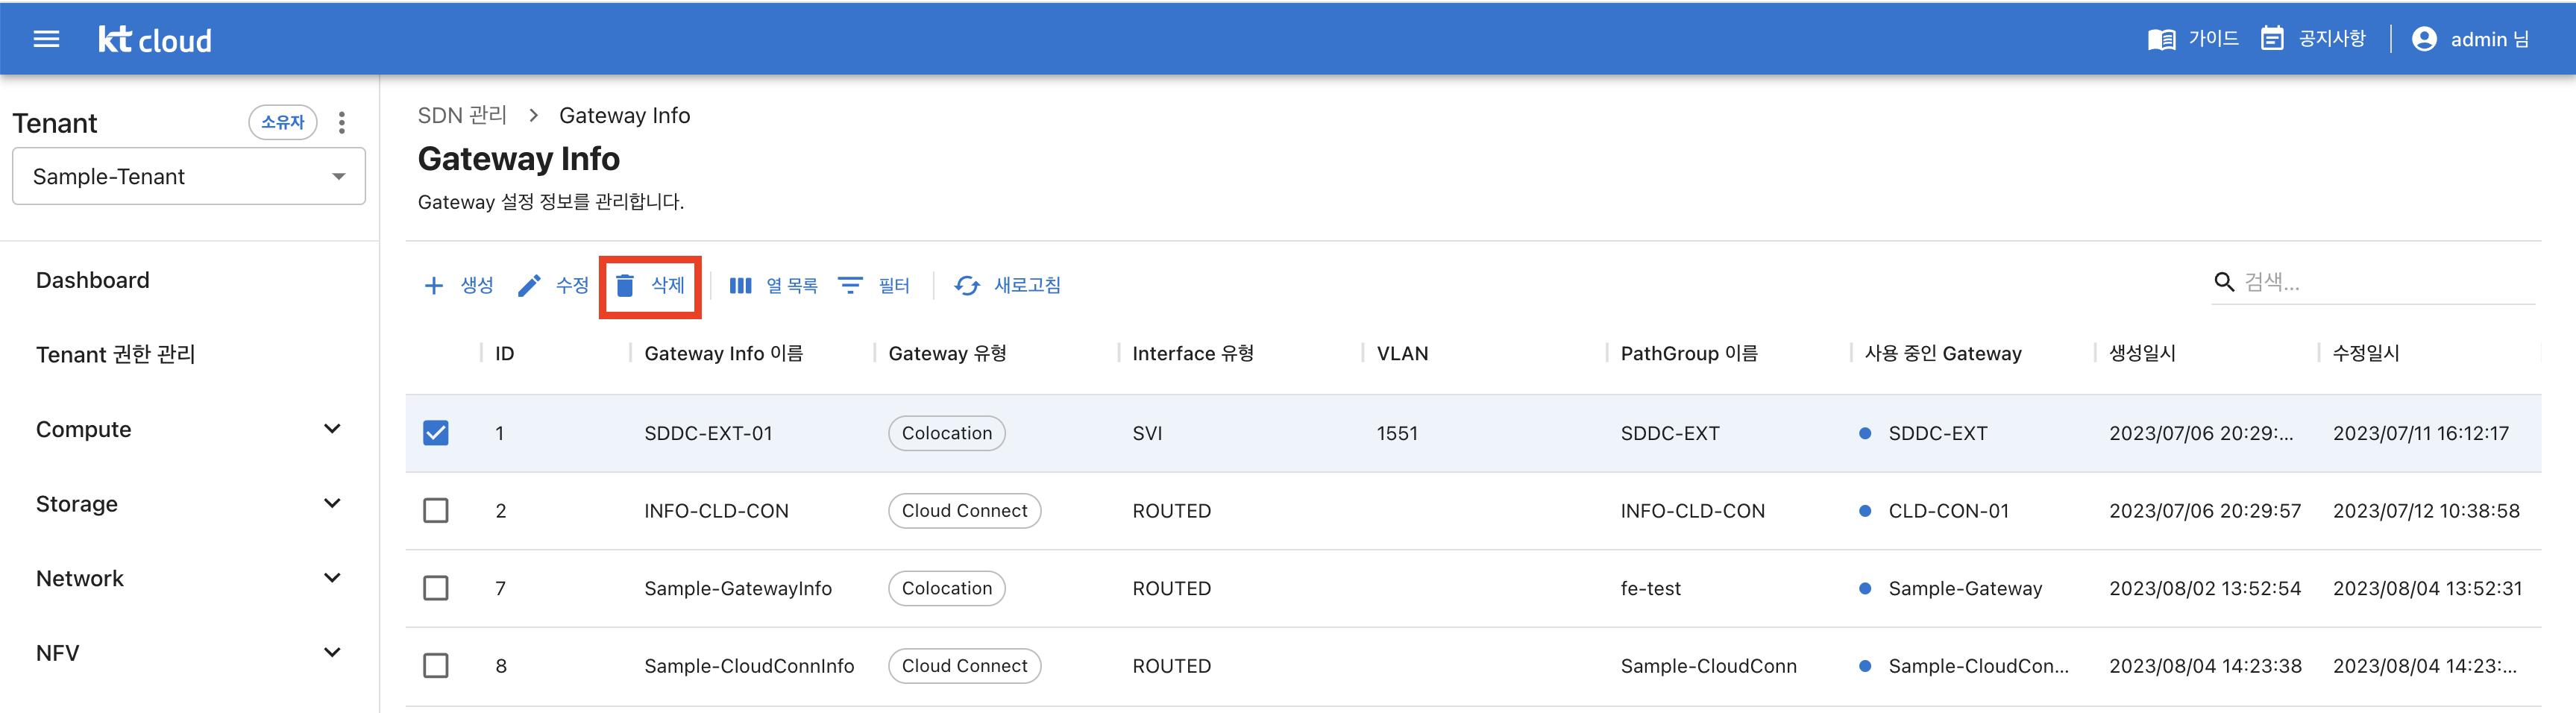 kt cloud
가이드
공지사항
admin 님
Tenant
소유자
Sample-Tenant
Dashboard
Tenant 권한 관리
Compute
Storage
Network
NFV
SDN 관리 > Gateway Info
Gateway Info
Gateway 설정 정보를 관리합니다.
생성 수정 삭제 열 목록 필터 새로고침
검색...
ID Gateway Info 이름 Gateway 유형 Interface 유형 VLAN PathGroup 이름 사용 중인 Gateway 생성일시 수정일시
1 SDDC-EXT-01 Colocation SVI 1551 SDDC-EXT SDDC-EXT 2023/07/06 20:29:... 2023/07/11 16:12:17
2 INFO-CLD-CON Cloud Connect ROUTED INFO-CLD-CON CLD-CON-01 2023/07/06 20:29:57 2023/07/12 10:38:58
7 Sample-GatewayInfo Colocation ROUTED fe-test Sample-Gateway 2023/08/02 13:52:54 2023/08/04 13:52:31
8 Sample-CloudConnInfo Cloud Connect ROUTED Sample-CloudConn Sample-CloudCon... 2023/08/04 14:23:38 2023/08/04 14:23:...